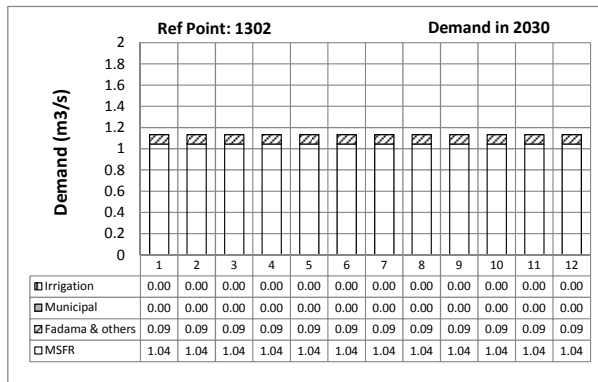 Ref Point: 1302 Demand in 2030
Demand (m3/s)
2
1.8
1.6
1.4
1.2
1
0.8
0.6
0.4
0.2
0
1 2 3 4 5 6 7 8 9 10 11 12
Irrigation 0.00 0.00 0.00 0.00 0.00 0.00 0.00 0.00 0.00 0.00 0.00 0.00
Municipal 0.00 0.00 0.00 0.00 0.00 0.00 0.00 0.00 0.00 0.00 0.00 0.00
Fadama & others 0.09 0.09 0.09 0.09 0.09 0.09 0.09 0.09 0.09 0.09 0.09 0.09
MSFR 1.04 1.04 1.04 1.04 1.04 1.04 1.04 1.04 1.04 1.04 1.04 1.04